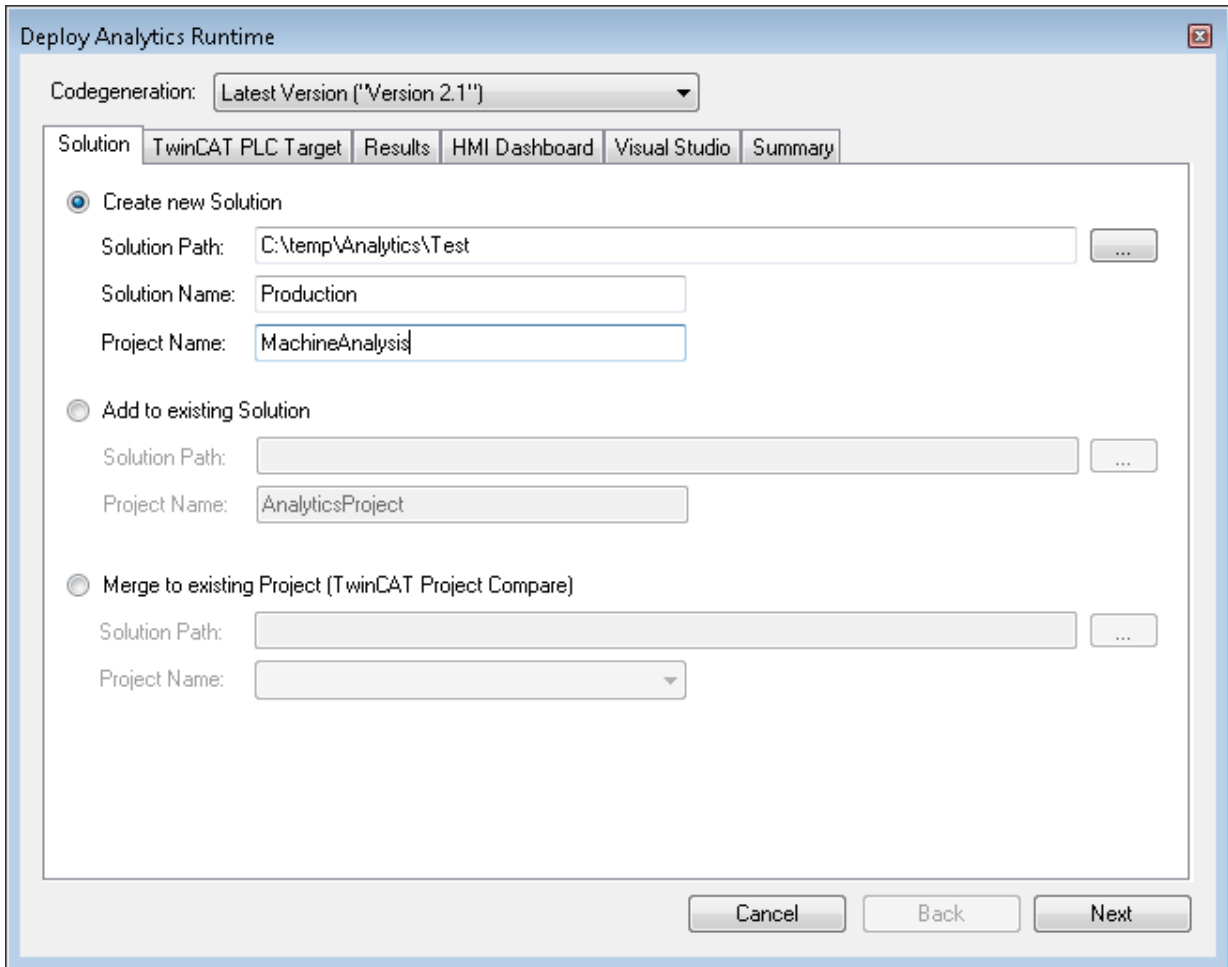 Deploy Analytics Runtime
Codegeneration: Latest Version ("Version 2.1")
Solution TwinCAT PLC Target Results HMI Dashboard Visual Studio Summary
Create new Solution
Solution Path: C:\temp\Analytics\Test ...
Solution Name: Production
Project Name: MachineAnalysis
Add to existing Solution
Solution Path: ...
Project Name: AnalyticsProject
Merge to existing Project (TwinCAT Project Compare)
Solution Path: ...
Project Name:
Cancel Back Next